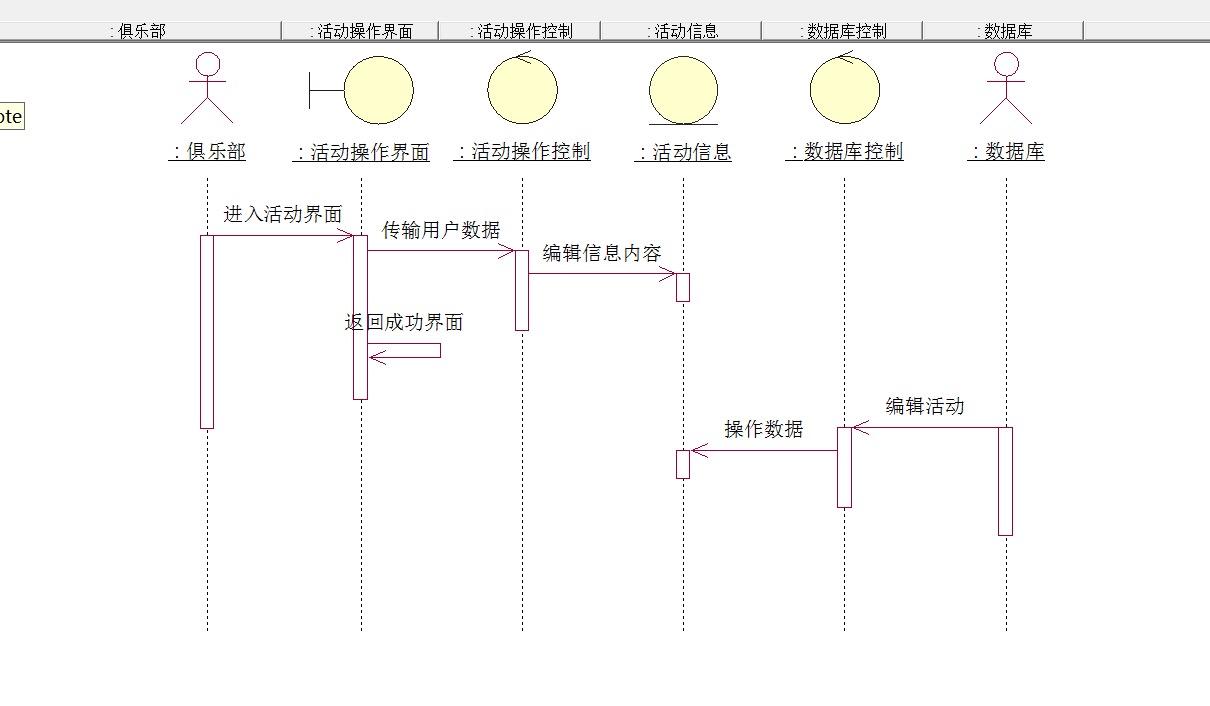 : 俱乐部
: 活动操作界面
: 活动操作控制
: 活动信息
: 数据库控制
: 数据库
ote
: 俱乐部
: 活动操作界面
: 活动操作控制
: 活动信息
: 数据库控制
: 数据库
进入活动界面
传输用户数据
编辑信息内容
返回成功界面
编辑活动
操作数据